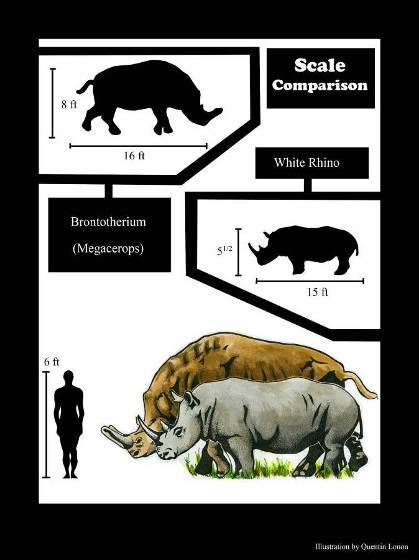 Scale
Comparison
8 ft
16 ft
White Rhino
Brontotherium
(Megacerops)
5 1/2
15 ft
6 ft
Illustration by Quentin Lonon